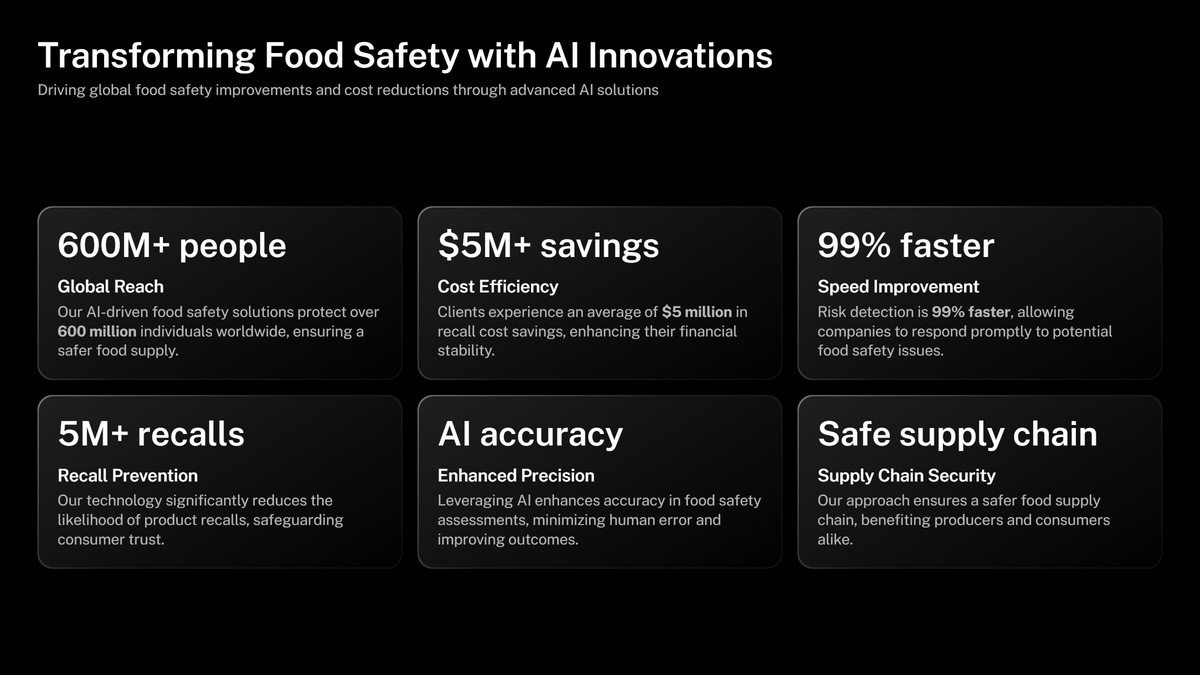 Transforming Food Safety with AI Innovations
Driving global food safety improvements and cost reductions through advanced AI solutions
600M+ people
Global Reach
Our AI-driven food safety solutions protect over
600 million individuals worldwide, ensuring a
safer food supply.
$5M+ savings
Cost Efficiency
Clients experience an average of $5 million in
recall cost savings, enhancing their financial
stability.
99% faster
Speed Improvement
Risk detection is 99% faster, allowing
companies to respond promptly to potential
food safety issues.
5M+ recalls
Recall Prevention
Our technology significantly reduces the
likelihood of product recalls, safeguarding
consumer trust.
AI accuracy
Enhanced Precision
Leveraging AI enhances accuracy in food safety
assessments, minimizing human error and
improving outcomes.
Safe supply chain
Supply Chain Security
Our approach ensures a safer food supply
chain, benefiting producers and consumers
alike.